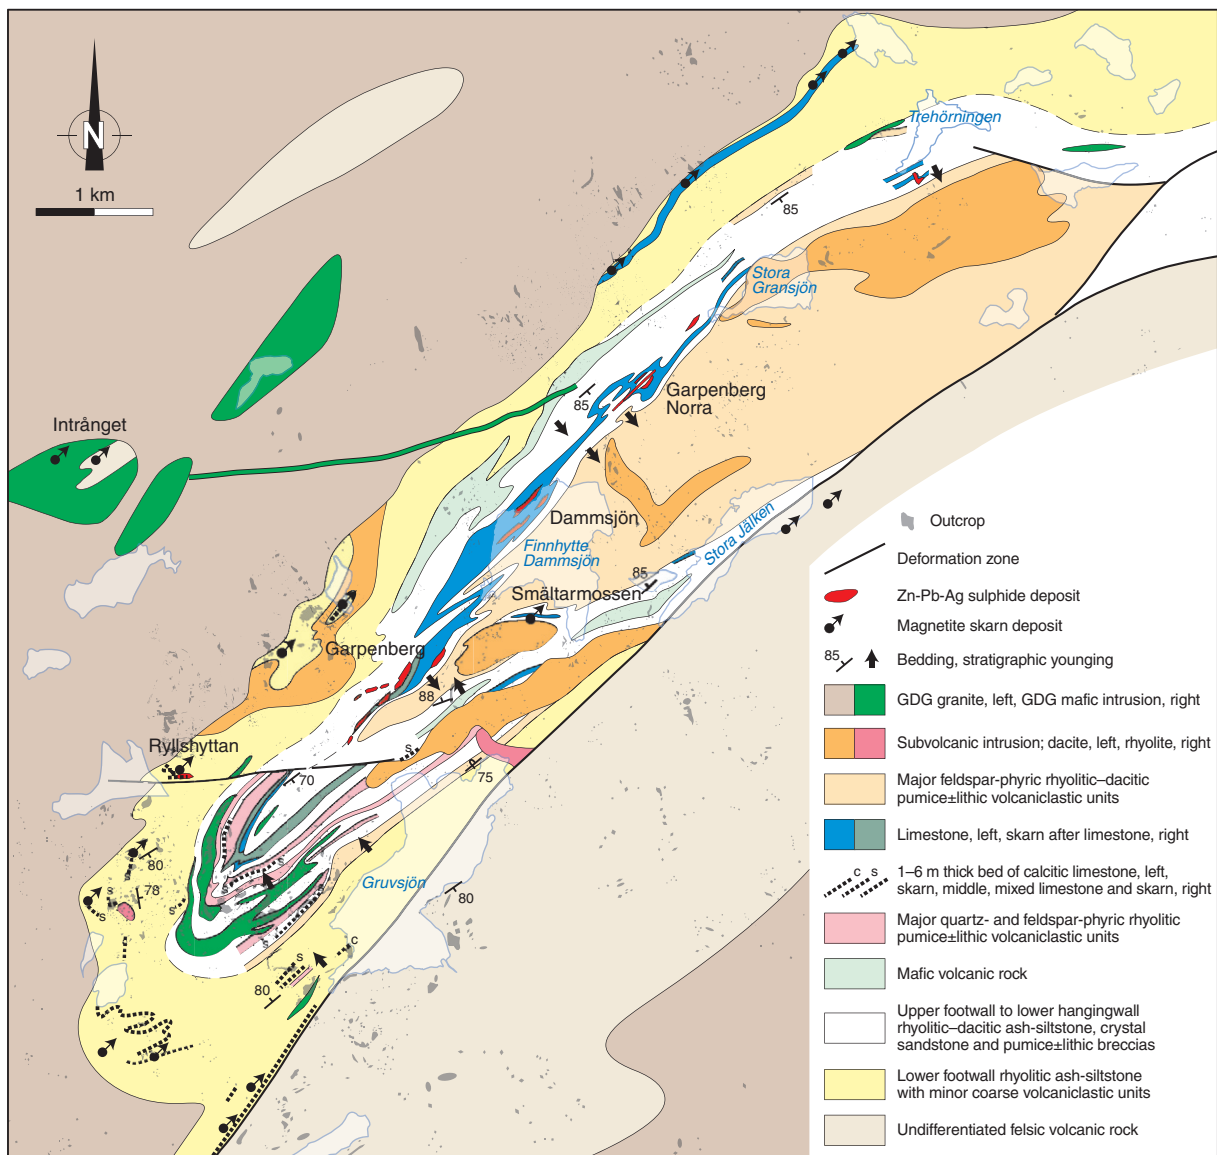 N
1 km
Trehörningen
85
Stora
Gransjön
85
Garpenberg
Norra
Intrånget
Dammsjön
Finnhytte
Dammsjön
Stora Jälken
85
Smältarmossen
Garpenberg
88
Ryllshyttan
s
70
75
80
78
s
s
s
s
Gruvsjön
80
s
c
80
Outcrop
Deformation zone
Zn-Pb-Ag sulphide deposit
Magnetite skarn deposit
85
Bedding, stratigraphic younging
GDG granite, left, GDG mafic intrusion, right
Subvolcanic intrusion; dacite, left, rhyolite, right
Major feldspar-phyric rhyolitic–dacitic
pumice±lithic volcaniclastic units
Limestone, left, skarn after limestone, right
c s
1–6 m thick bed of calcitic limestone, left,
skarn, middle, mixed limestone and skarn, right
Major quartz- and feldspar-phyric rhyolitic
pumice±lithic volcaniclastic units
Mafic volcanic rock
Upper footwall to lower hangingwall
rhyolitic–dacitic ash-siltstone, crystal
sandstone and pumice±lithic breccias
Lower footwall rhyolitic ash-siltstone
with minor coarse volcaniclastic units
Undifferentiated felsic volcanic rock